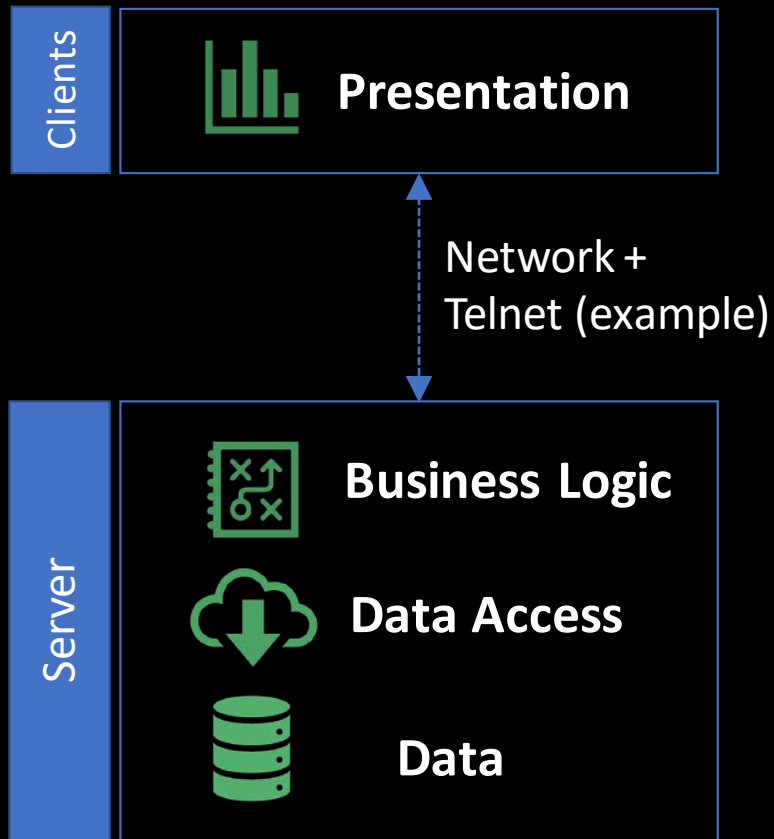 Clients
Presentation
Network +
Telnet (example)
Server
Business Logic
Data Access
Data